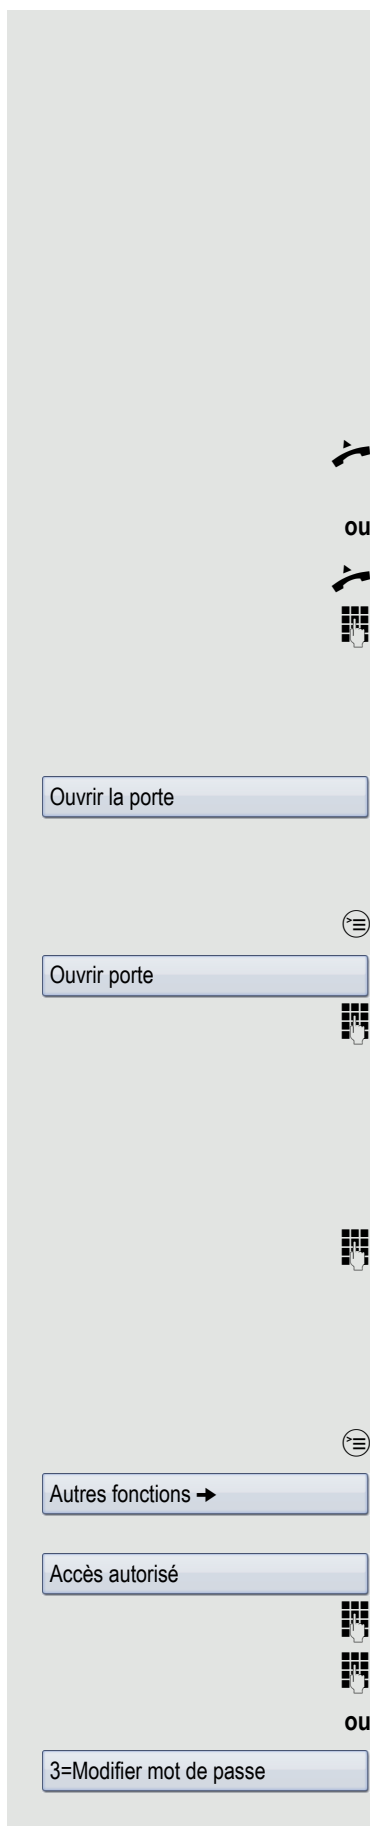 ou
Ouvrir la porte
Ouvrir porte
Autres fonctions →
Accès autorisé
ou
3=Modifier mot de passe